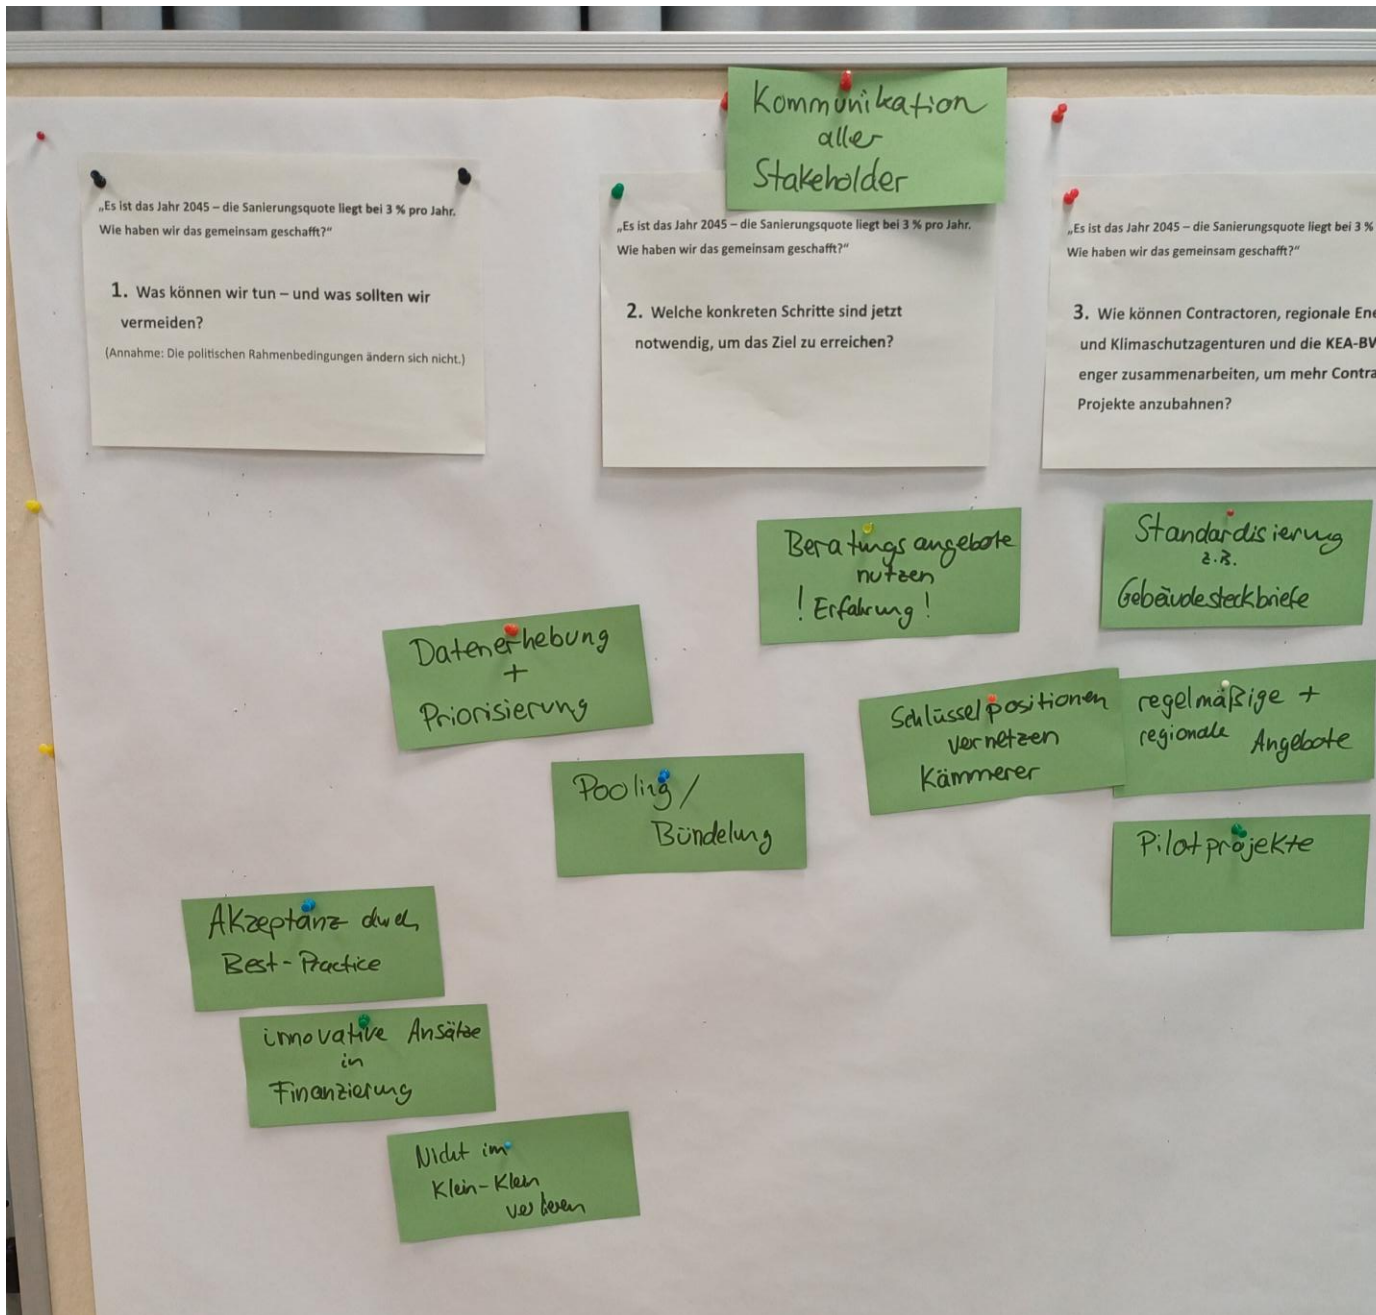 Kommunikation
aller
Stakeholder
„Es ist das Jahr 2045 – die Sanierungsquote liegt bei 3 % pro Jahr.
Wie haben wir das gemeinsam geschafft?“
1. Was können wir tun – und was sollten wir
vermeiden?
(Annahme: Die politischen Rahmenbedingungen ändern sich nicht.)
„Es ist das Jahr 2045 – die Sanierungsquote liegt bei 3 % pro Jahr.
Wie haben wir das gemeinsam geschafft?“
2. Welche konkreten Schritte sind jetzt
notwendig, um das Ziel zu erreichen?
„Es ist das Jahr 2045 – die Sanierungsquote liegt bei 3 %
Wie haben wir das gemeinsam geschafft?“
3. Wie können Contractoren, regionale Ene
und Klimaschutzagenturen und die KEA-BW
enger zusammenarbeiten, um mehr Contra
Projekte anzubahnen?
Beratungsangebote
nutzen
! Erfahrung !
Standardisierung
z.B.
Gebäudesteckbriefe
Datenerhebung
+
Priorisierung
Schlüsselpositionen
vernetzen
Kämmerer
regelmäßige +
regionale Angebote
Pooling /
Bündelung
Pilotprojekte
Akzeptanz durch
Best-Practice
innovative Ansätze
in
Finanzierung
Nicht im
Klein-Klein
verlieren